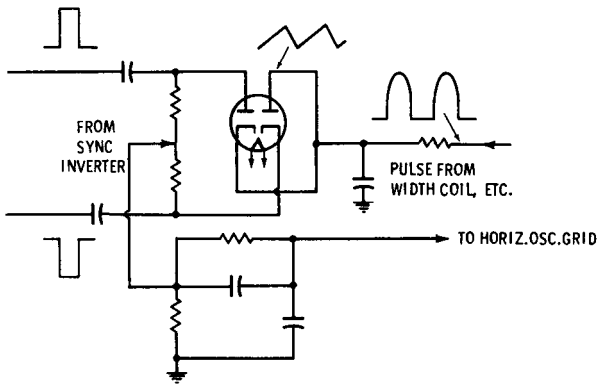 FROM
SYNC
INVERTER
PULSE FROM
WIDTH COIL, ETC.
TO HORIZ.OSC.GRID